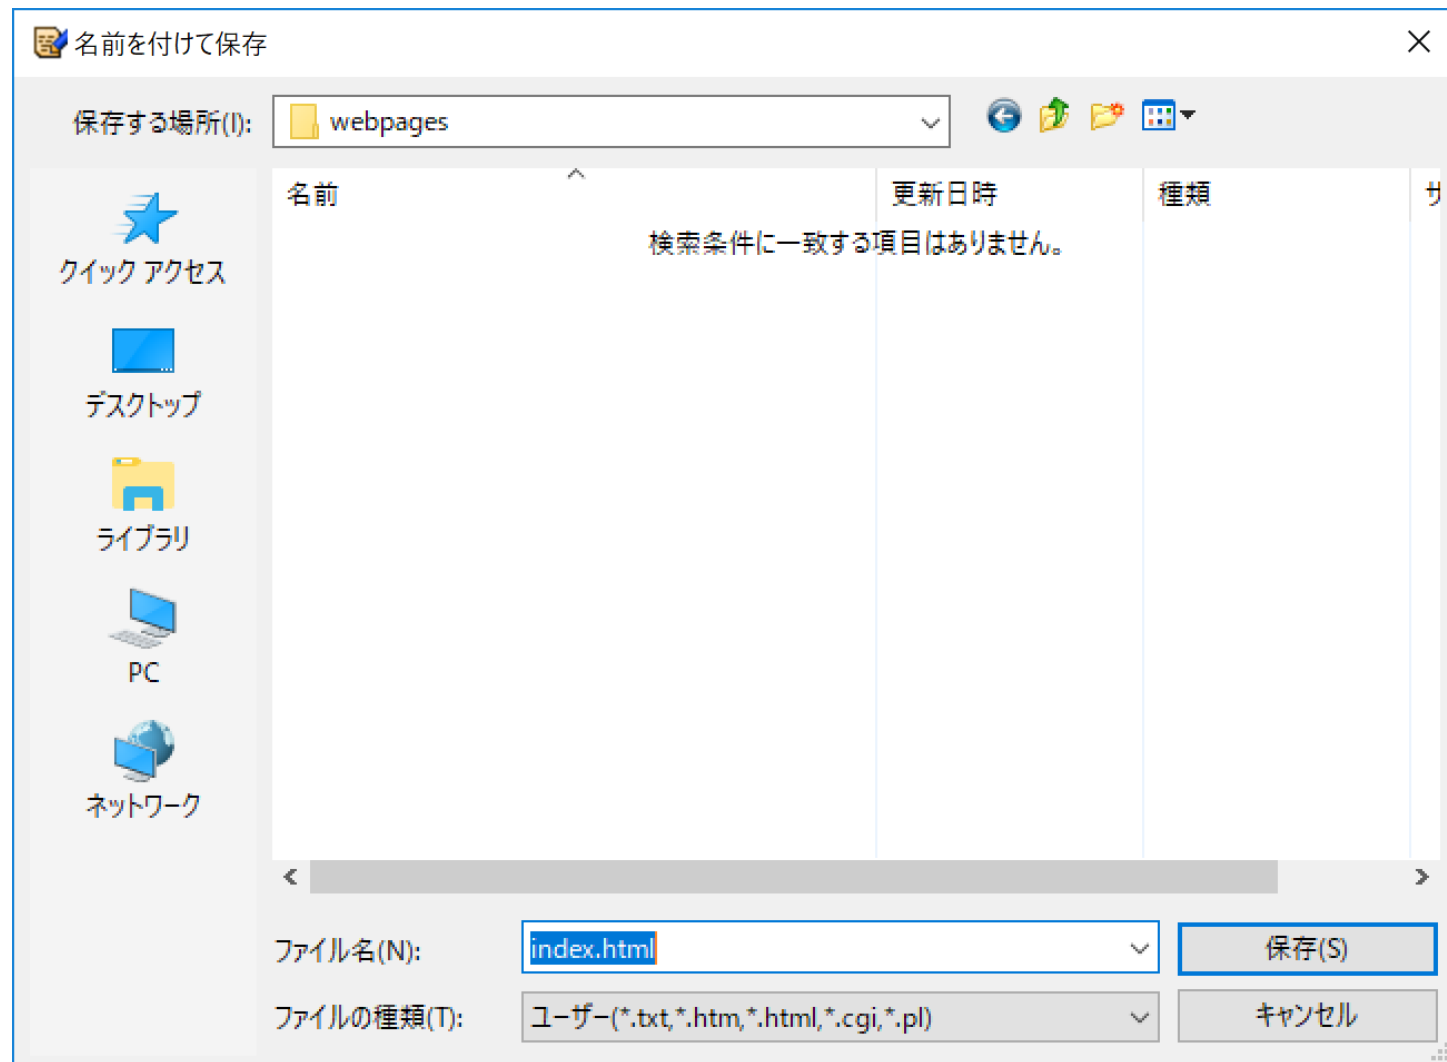 名前を付けて保存
保存する場所(I):
webpages
名前
更新日時
種類
サ
検索条件に一致する項目はありません。
クイック アクセス
デスクトップ
ライブラリ
PC
ネットワーク
ファイル名(N):
index.html
保存(S)
ファイルの種類(T):
ユーザー(*.txt,*.htm,*.html,*.cgi,*.pl)
キャンセル